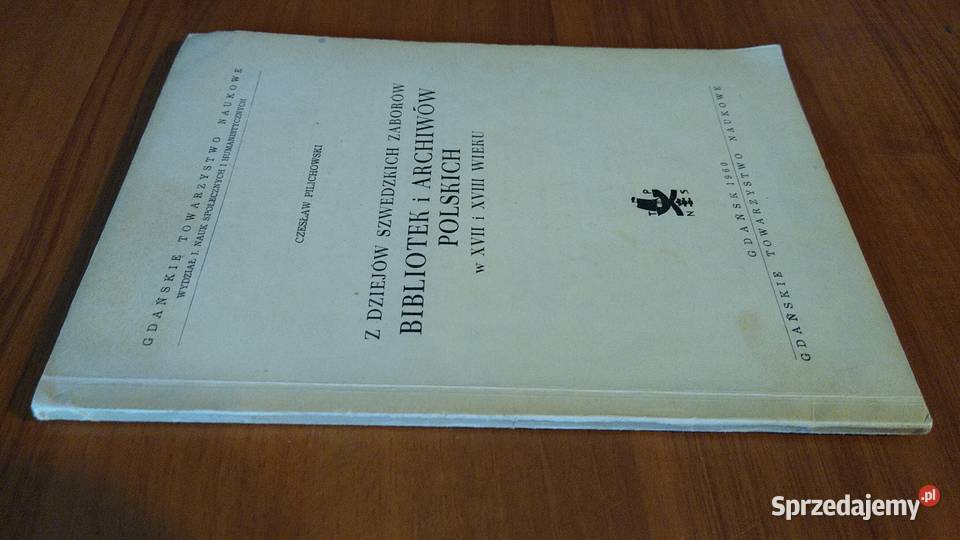 GDAŃSKIE TOWARZYSTWO NAUKOWE
WYDZIAŁ I. NAUK SPOŁECZNYCH I HUMANISTYCZNYCH
CZESŁAW PILICHOWSKI
Z DZIEJÓW SZWEDZKICH ZABORÓW
BIBLIOTEK i ARCHIWÓW
POLSKICH
w XVII i XVIII WIEKU
T P
N S
GDAŃSK 1960
GDAŃSKIE TOWARZYSTWO NAUKOWE
Sprzedajemy.pl